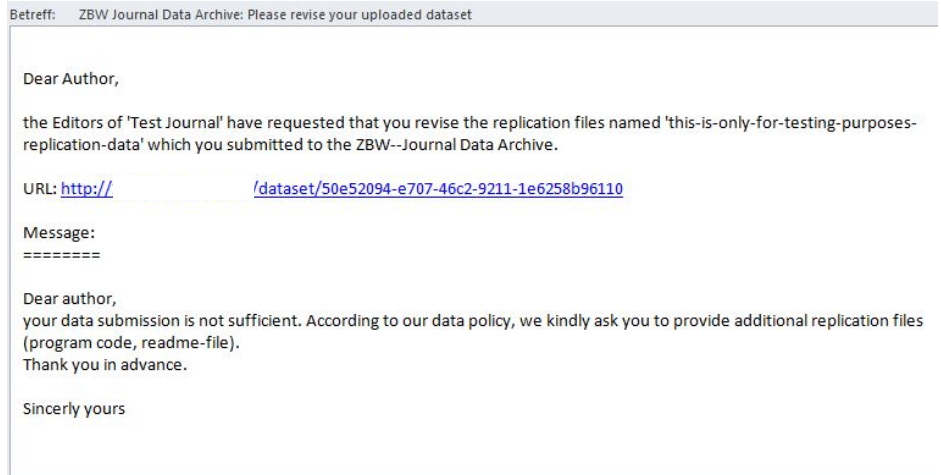 Betreff: ZBW Journal Data Archive: Please revise your uploaded dataset
Dear Author,
the Editors of 'Test Journal' have requested that you revise the replication files named 'this-is-only-for-testing-purposes-
replication-data' which you submitted to the ZBW--Journal Data Archive.
URL: http:// /dataset/50e52094-e707-46c2-9211-1e6258b96110
Message:
========
Dear author,
your data submission is not sufficient. According to our data policy, we kindly ask you to provide additional replication files
(program code, readme-file).
Thank you in advance.
Sincerly yours